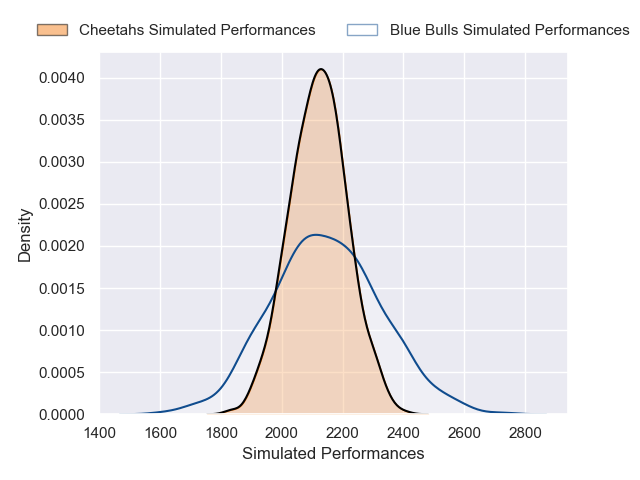 Cheetahs Simulated Performances Blue Bulls Simulated Performances
0.0040
0.0035
0.0030
0.0025
0.0020
0.0015
0.0010
0.0005
0.0000
Density
1400 1600 1800 2000 2200 2400 2600 2800
Simulated Performances